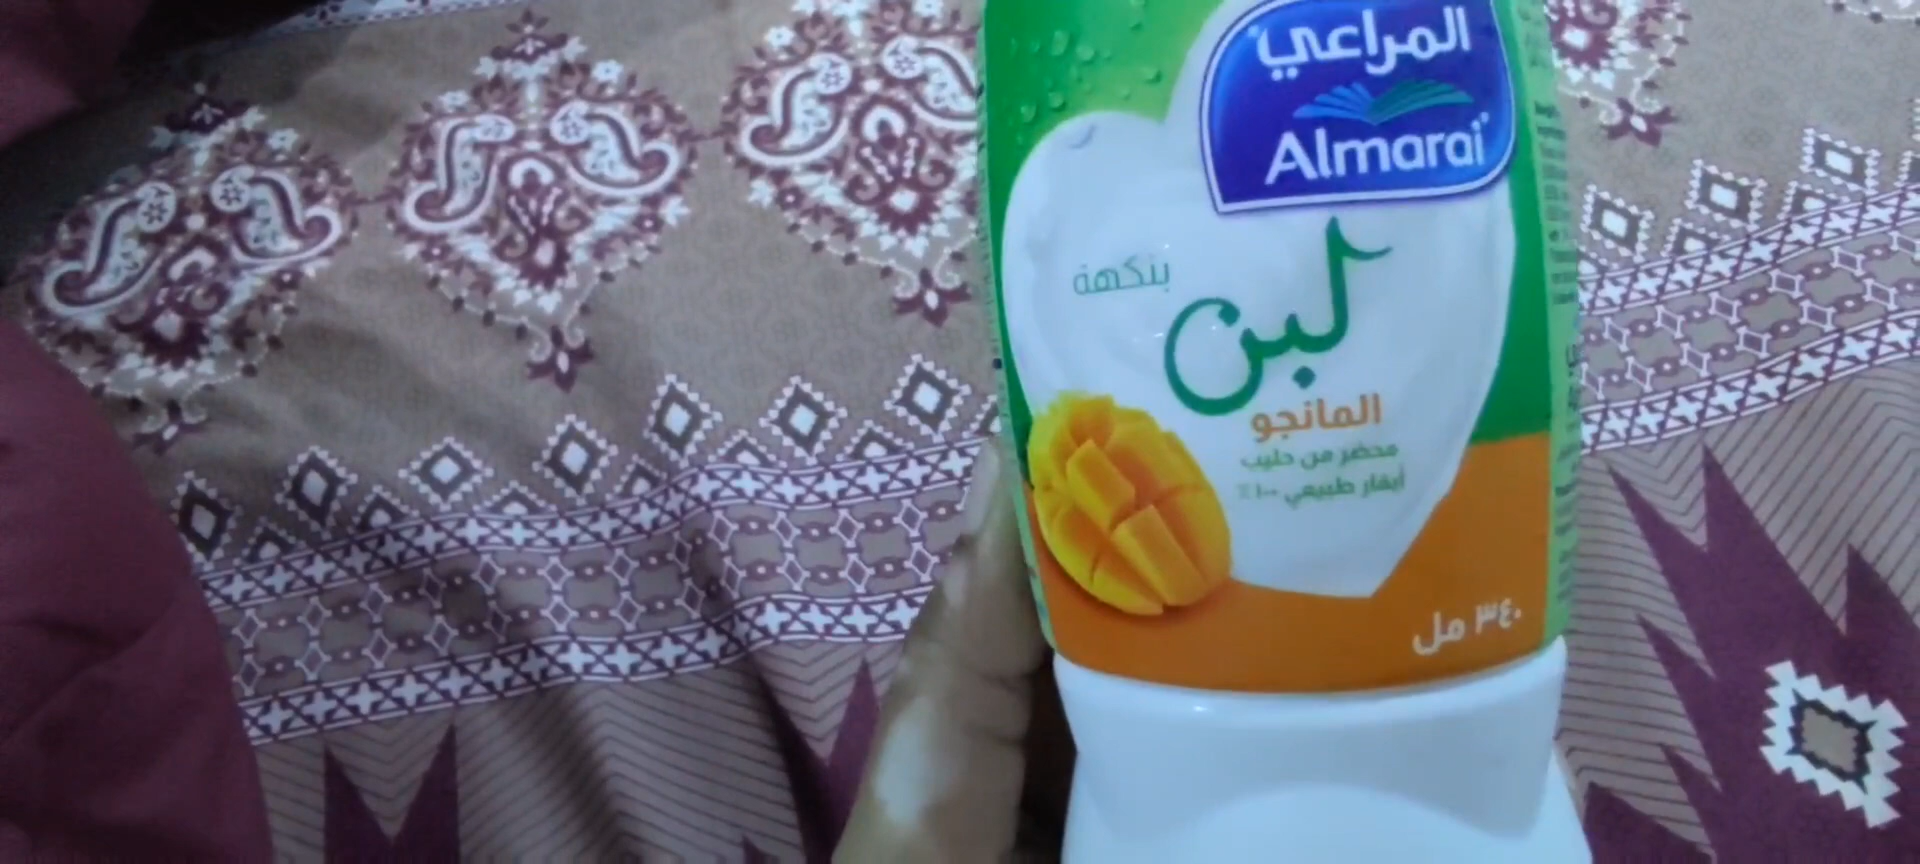 المراعي
Almarai
لبن
بنكهة
المانجو
محضر من حليب
أبقار طبيعي ١٠٠٪
٣٤٠ مل